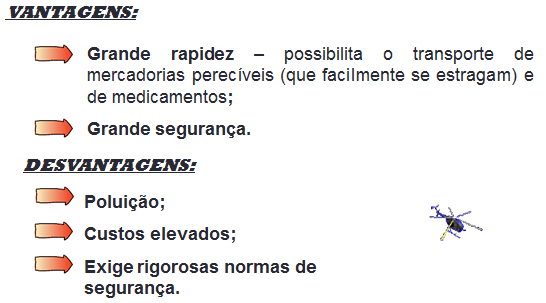 VANTAGENS:
Grande rapidez – possibilita o transporte de
mercadorias perecíveis (que facilmente se estragam) e
de medicamentos;
Grande segurança.
DESVANTAGENS:
Poluição;
Custos elevados;
Exige rigorosas normas de
segurança.